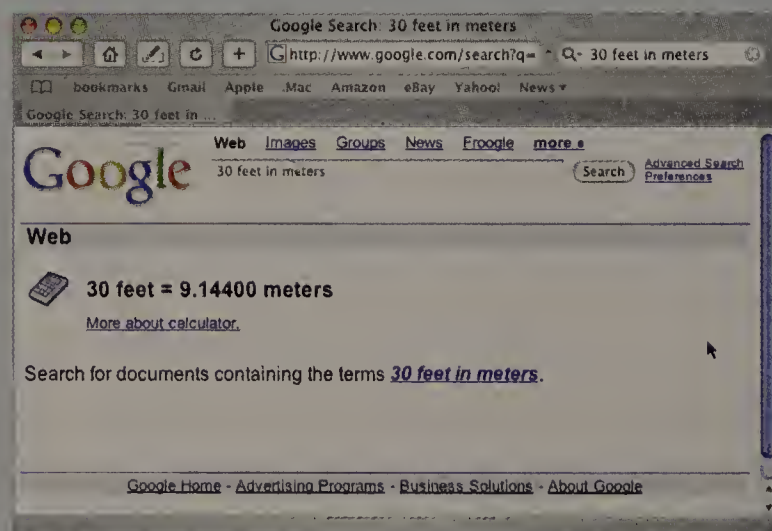 Google Search: 30 feet in meters
http://www.google.com/search?q= 30 feet in meters
bookmarks Gmail Apple .Mac Amazon eBay Yahoo! News
Google Search: 30 feet in ...
Google
Web Images Groups News Froogle more »
30 feet in meters Search Advanced Search
Preferences
Web
30 feet = 9.14400 meters
More about calculator.
Search for documents containing the terms 30 feet in meters.
Google Home - Advertising Programs - Business Solutions - About Google